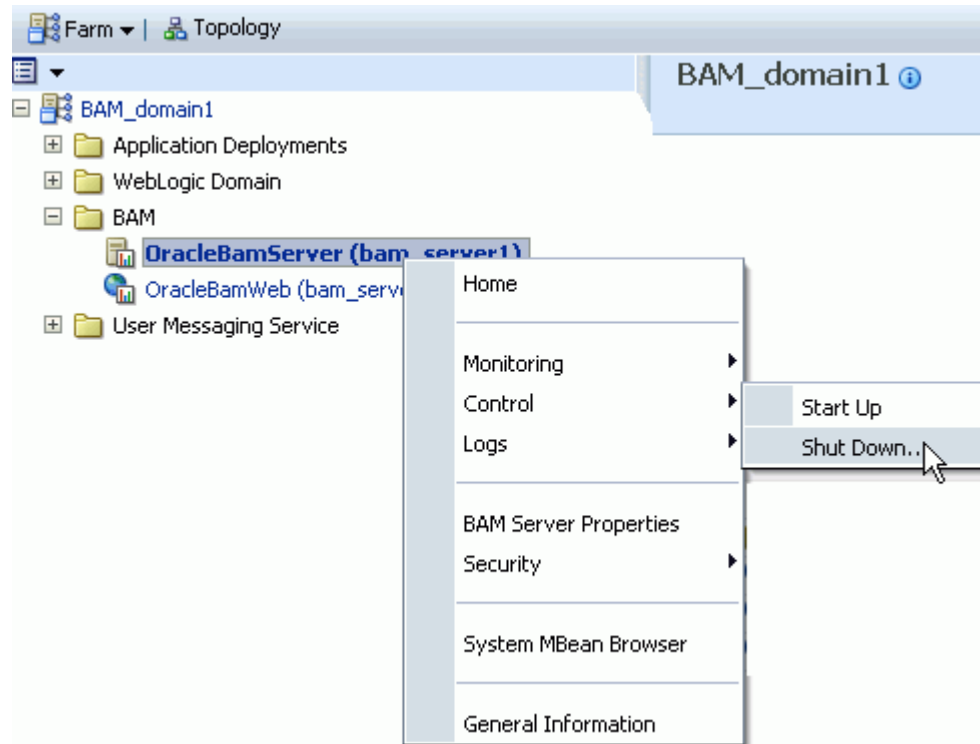 Farm | Topology
BAM_domain1
BAM_domain1
Application Deployments
WebLogic Domain
BAM
OracleBamServer (bam_server1)
OracleBamWeb (bam_serv
User Messaging Service
Home
Monitoring
Control
Logs
BAM Server Properties
Security
System MBean Browser
General Information
Start Up
Shut Down...